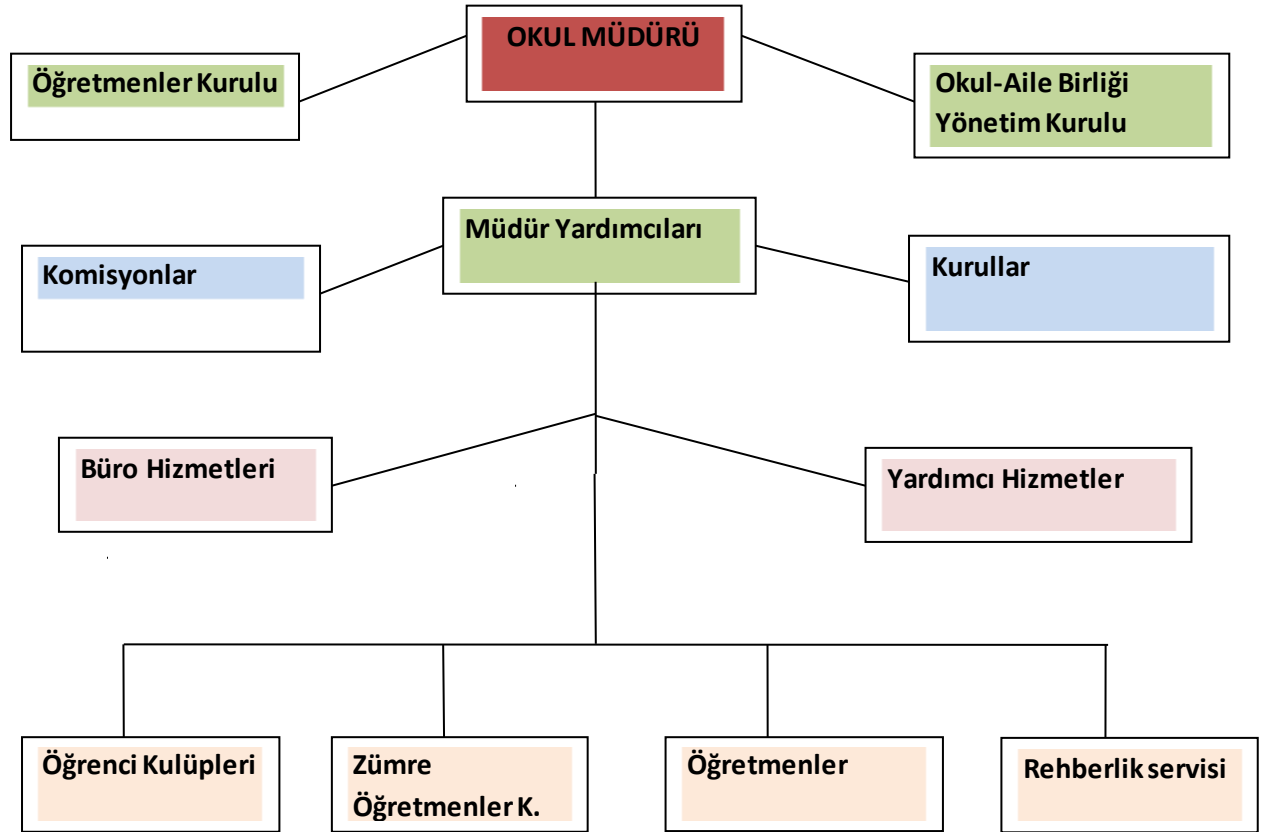 OKUL MÜDÜRÜ
Öğretmenler Kurulu
Okul-Aile Birliği
Yönetim Kurulu
Müdür Yardımcıları
Komisyonlar
Kurullar
Büro Hizmetleri
Yardımcı Hizmetler
Öğrenci Kulüpleri
Zümre
Öğretmenler K.
Öğretmenler
Rehberlik servisi